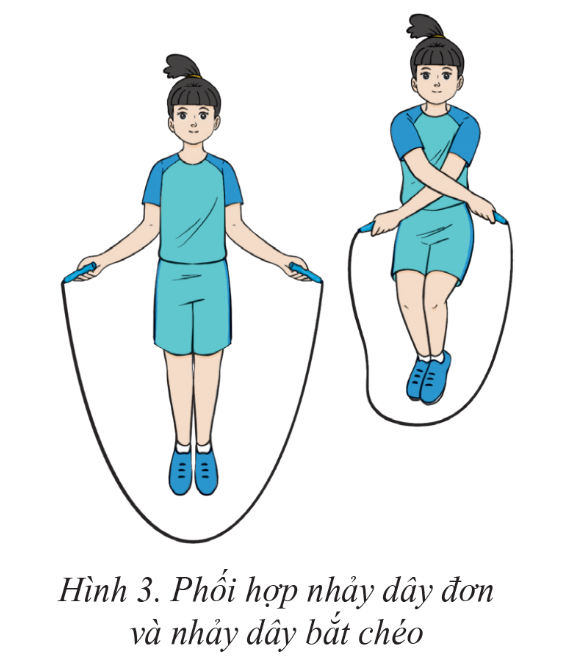 Hình 3. Phối hợp nhảy dây đơn
và nhảy dây bắt chéo